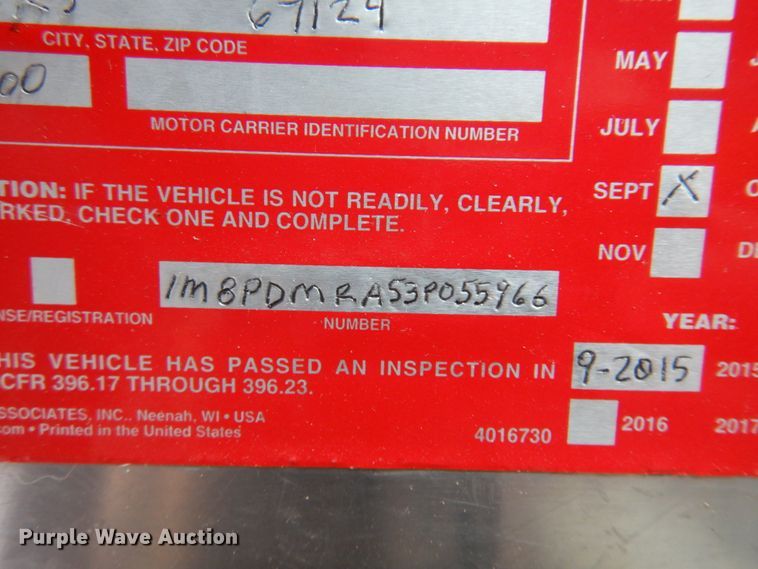 67124
CITY, STATE, ZIP CODE
00
MOTOR CARRIER IDENTIFICATION NUMBER
MAY
JULY
TION: IF THE VEHICLE IS NOT READILY, CLEARLY,
RKED, CHECK ONE AND COMPLETE.
SEPT X
NOV
1M8PDMRA53P055966
NSE/REGISTRATION
NUMBER
YEAR:
HIS VEHICLE HAS PASSED AN INSPECTION IN 9-2015 2015
CFR 396.17 THROUGH 396.23.
SSOCIATES, INC., Neenah, WI • USA
om • Printed in the United States
4016730
2016 2017
Purple Wave Auction